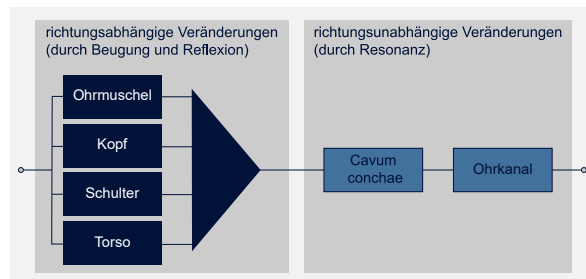 richtungsabhängige Veränderungen
(durch Beugung und Reflexion)
Ohrmuschel
Kopf
Schulter
Torso
richtungsunabhängige Veränderungen
(durch Resonanz)
Cavum
conchae
Ohrkanal